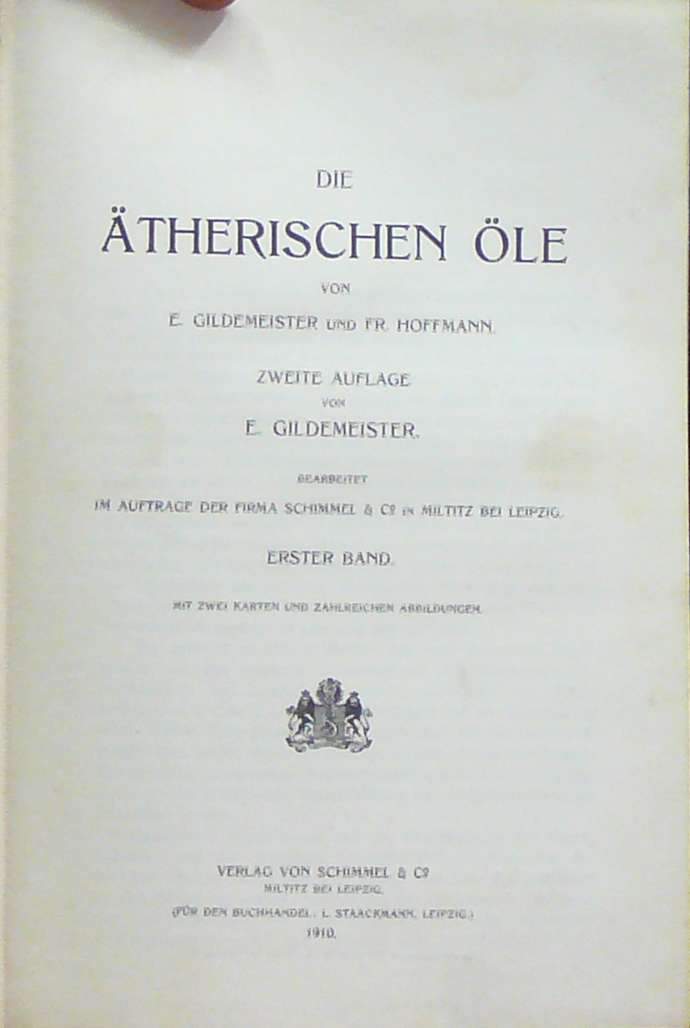 DIE
ÄTHERISCHEN ÖLE
VON
E. GILDEMEISTER UND FR. HOFFMANN.
ZWEITE AUFLAGE
VON
E. GILDEMEISTER.
BEARBEITET
IM AUFTRAGE DER FIRMA SCHIMMEL & Co. IN MILTITZ BEI LEIPZIG.
ERSTER BAND.
MIT ZWEI KARTEN UND ZAHLREICHEN ABBILDUNGEN.
VERLAG VON SCHIMMEL & Co.
MILTITZ BEI LEIPZIG.
(FÜR DEN BUCHHANDEL: L. STAACKMANN, LEIPZIG.)
1910.